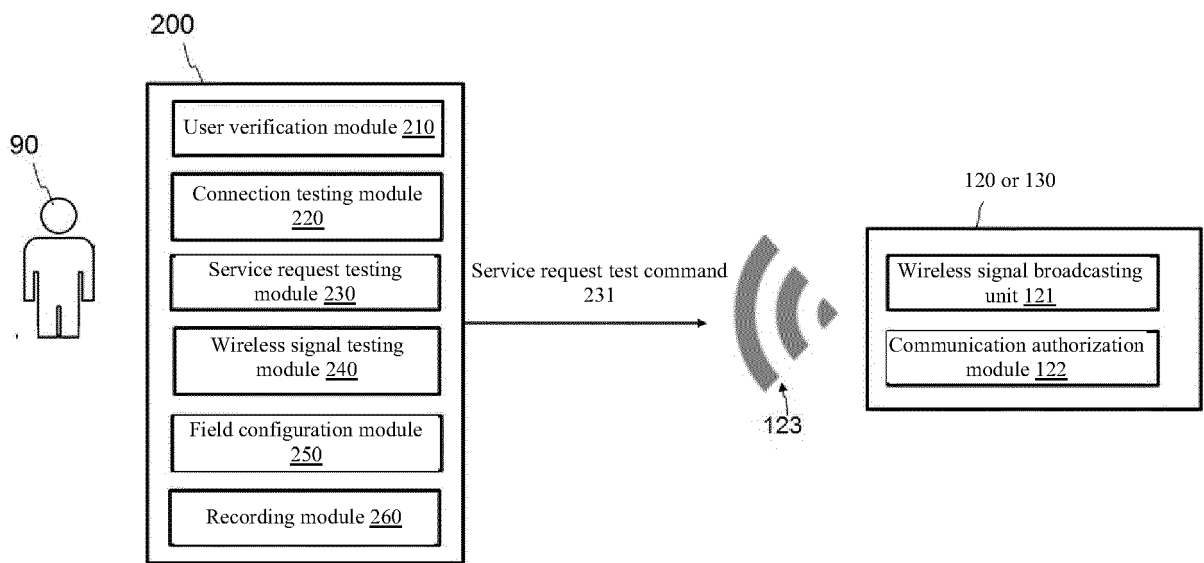 200
90
User verification module 210
Connection testing module
220
Service request testing
module 230
Wireless signal testing
module 240
Field configuration module
250
Recording module 260
Service request test command
231
123
120 or 130
Wireless signal broadcasting
unit 121
Communication authorization
module 122